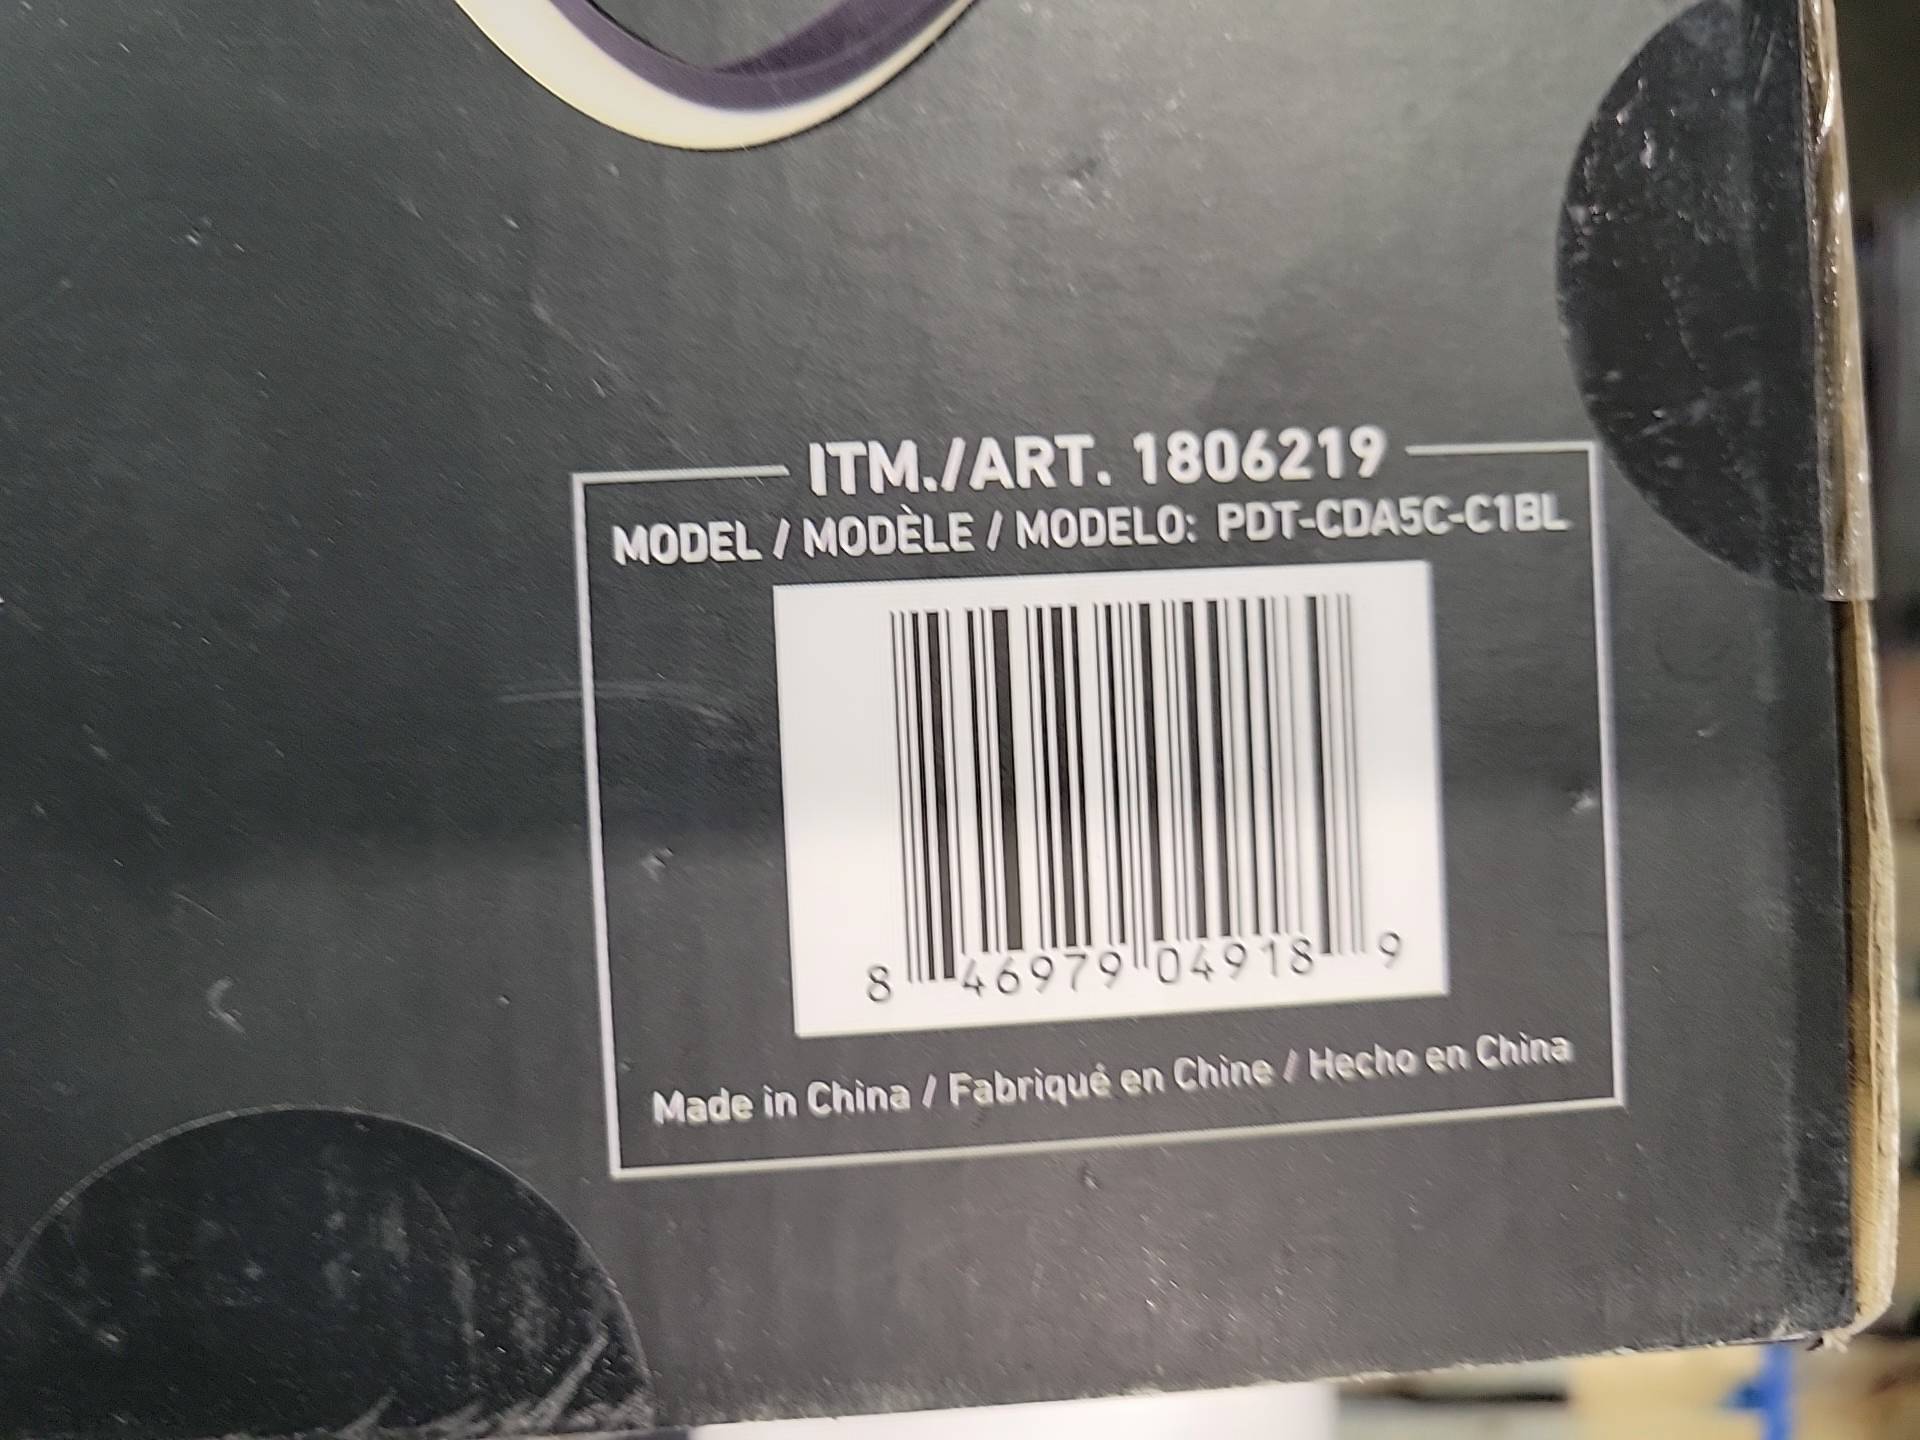 ITM./ART. 1806219
MODEL / MODÈLE / MODELO: PDT-CDA5C-C1BL
8 46979 04918 9
Made in China / Fabriqué en Chine / Hecho en China